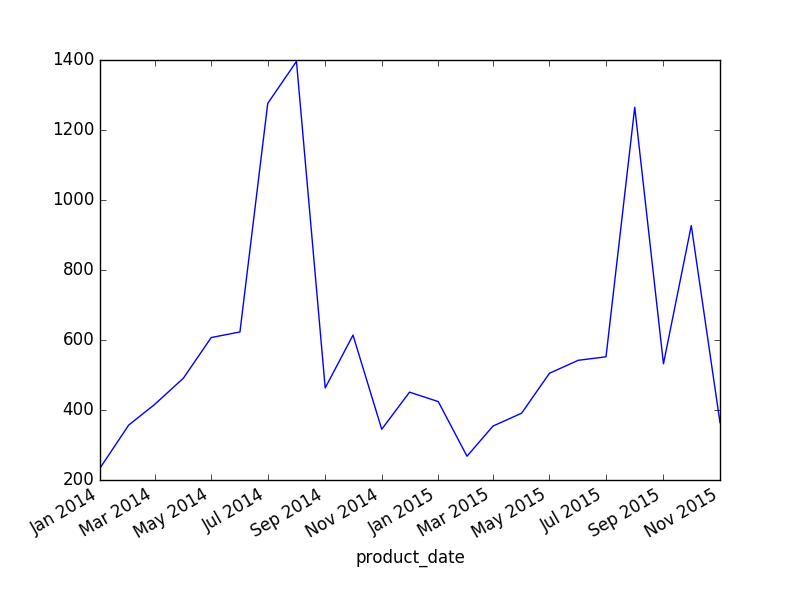 1400
1200
1000
800
600
400
200
Jan 2014
Mar 2014
May 2014
Jul 2014
Sep 2014
Nov 2014
Jan 2015
Mar 2015
May 2015
Jul 2015
Sep 2015
Nov 2015
product_date